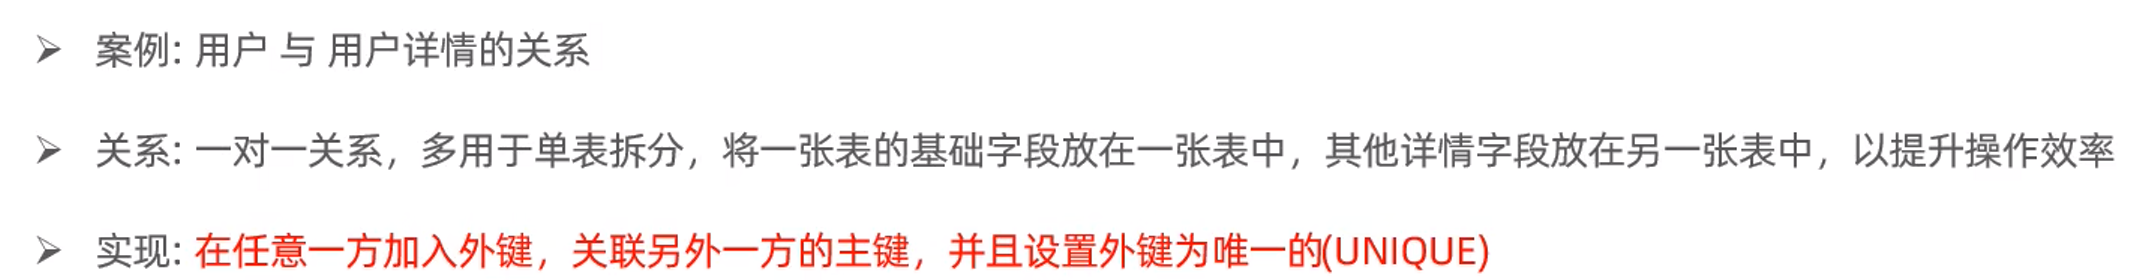 ➢ 案例: 用户 与 用户详情的关系
➢ 关系: 一对一关系，多用于单表拆分，将一张表的基础字段放在一张表中，其他详情字段放在另一张表中，以提升操作效率
➢ 实现: 在任意一方加入外键，关联另外一方的主键，并且设置外键为唯一的(UNIQUE)